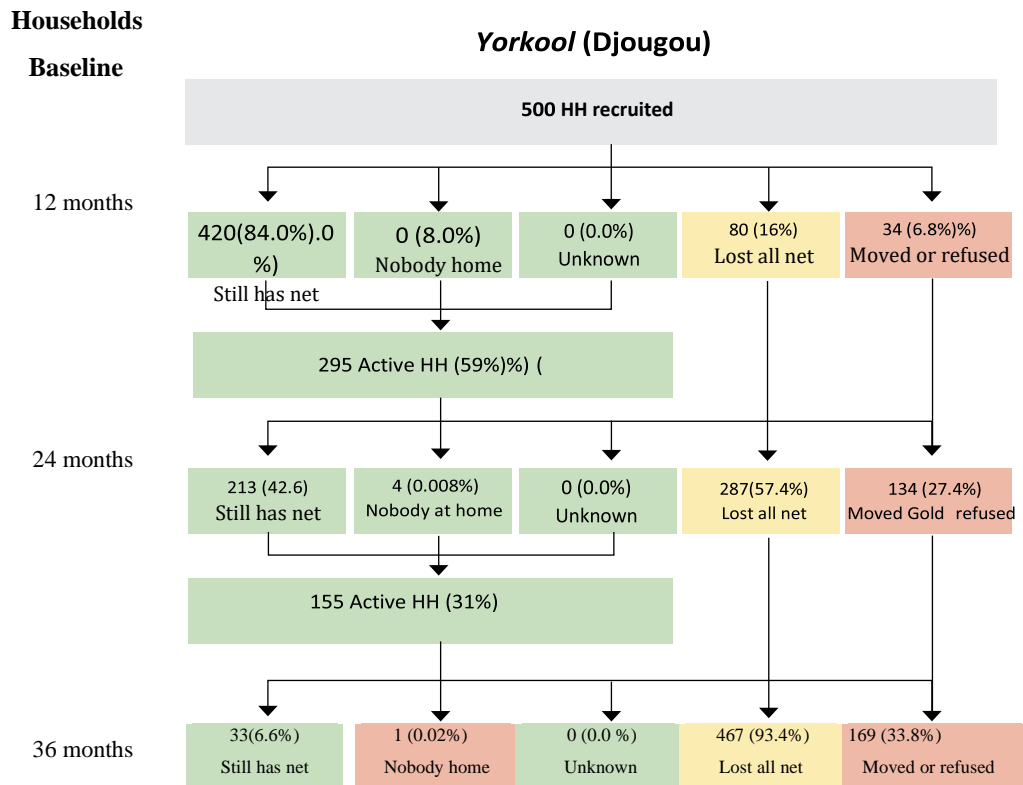 Households
Baseline
Yorkool (Djougou)
500 HH recruited
12 months
420(84.0%).0
%)
Still has net
0 (8.0%)
Nobody home
0 (0.0%)
Unknown
80 (16%)
Lost all net
34 (6.8%)%)
Moved or refused
295 Active HH (59%)%) (
24 months
213 (42.6)
Still has net
4 (0.008%)
Nobody at home
0 (0.0%)
Unknown
287(57.4%)
Lost all net
134 (27.4%)
Moved Gold refused
155 Active HH (31%)
36 months
33(6.6%)
Still has net
1 (0.02%)
Nobody home
0 (0.0 %)
Unknown
467 (93.4%)
Lost all net
169 (33.8%)
Moved or refused